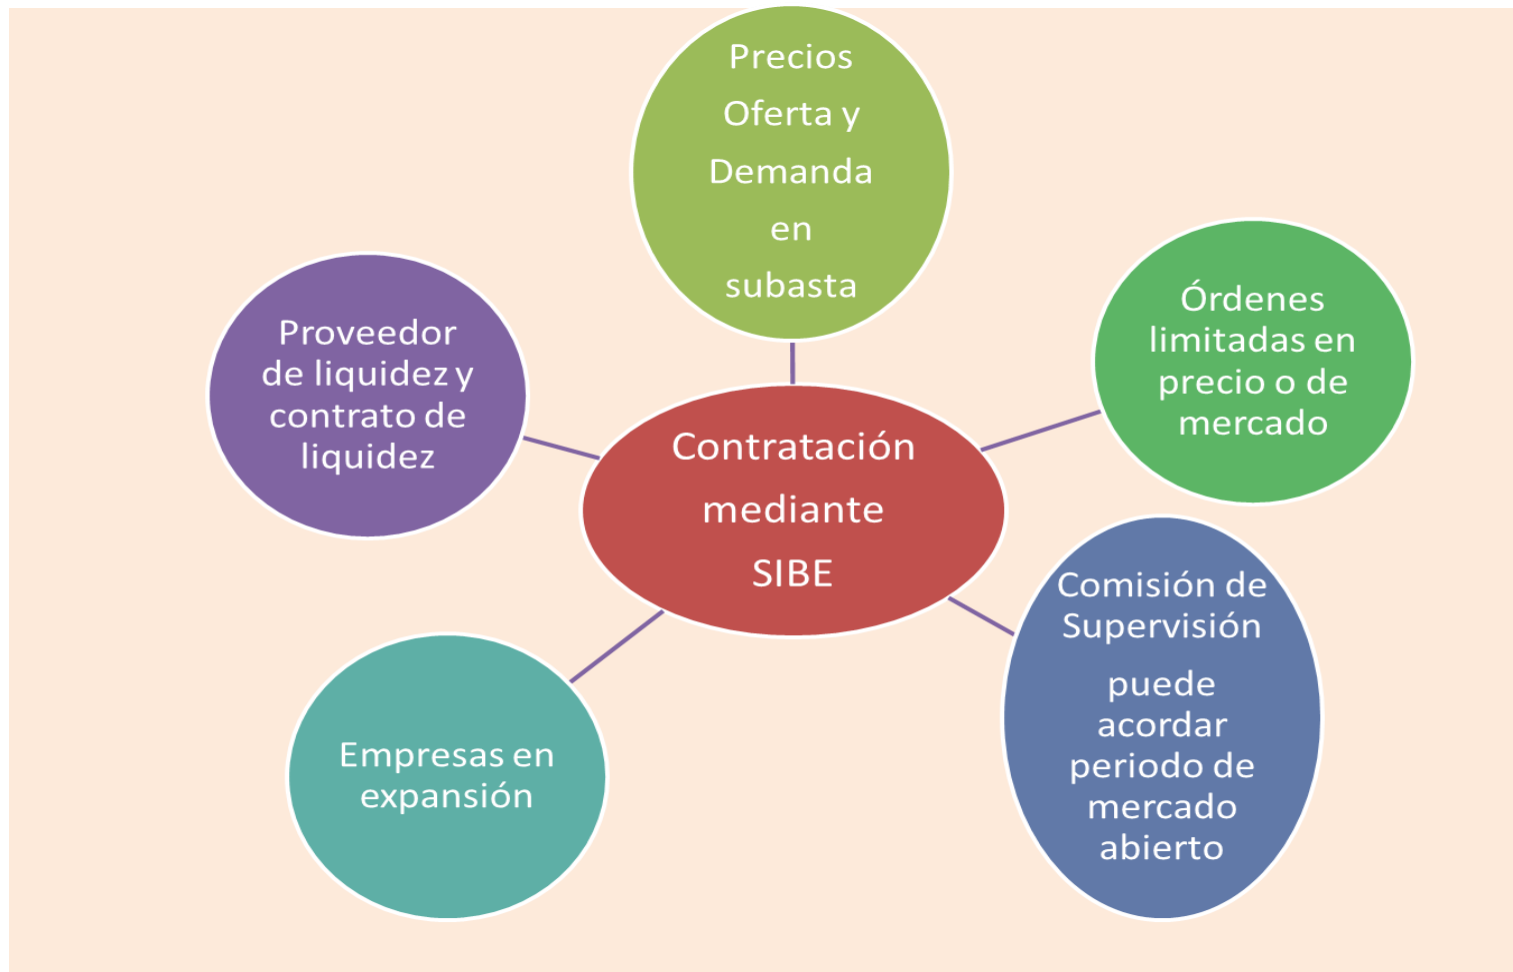 Precios
Oferta y
Demanda
en
subasta
Órdenes
limitadas en
precio o de
mercado
Proveedor
de liquidez y
contrato de
liquidez
Contratación
mediante
SIBE
Comisión de
Supervisión
puede
acordar
periodo de
mercado
abierto
Empresas en
expansión